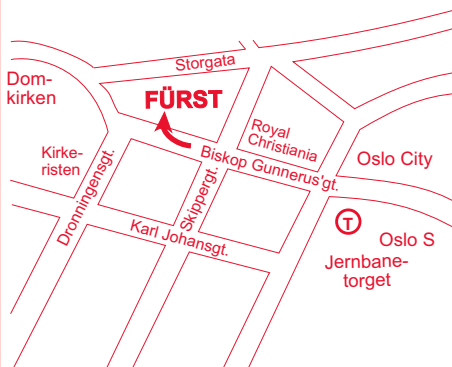 Storgata
Dom-
kirken
FÜRST
Royal
Christiania
Kirke-
risten
Biskop Gunnerus'gt.
Oslo City
Dronningensgt.
Skippergt.
Karl Johansgt.
T
Oslo S
Jernbane-
torget